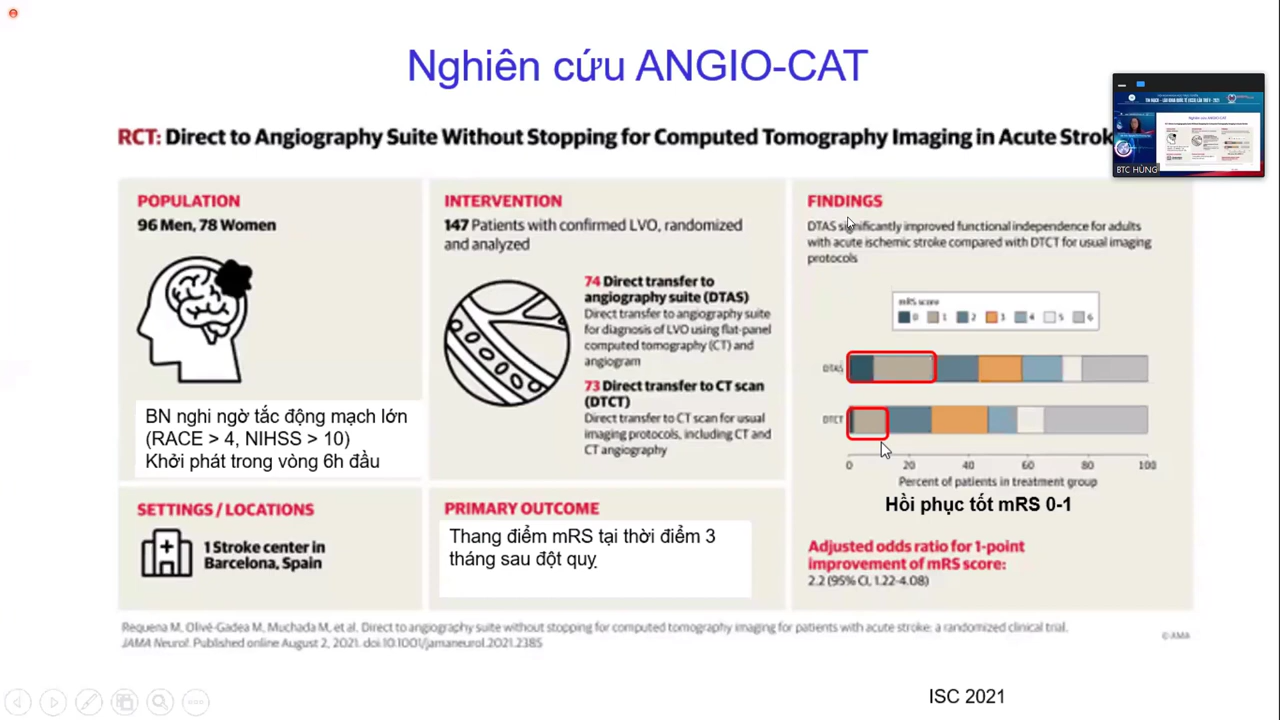 Nghiên cứu ANGIO-CAT
RCT: Direct to Angiography Suite Without Stopping for Computed Tomography Imaging in Acute Strok
BTC HÙNG
POPULATION
96 Men, 78 Women
BN nghi ngờ tắc động mạch lớn
(RACE > 4, NIHSS > 10)
Khởi phát trong vòng 6h đầu
SETTINGS / LOCATIONS
1 Stroke center in
Barcelona, Spain
INTERVENTION
147 Patients with confirmed LVO, randomized
and analyzed
74 Direct transfer to
angiography suite (DTAS)
Direct transfer to angiography suite
for diagnosis of LVO using flat-panel
computed tomography (CT) and
angiogram
73 Direct transfer to CT scan
(DTCT)
Direct transfer to CT scan for usual
imaging protocols, including CT and
CT angiography
PRIMARY OUTCOME
Thang điểm mRS tại thời điểm 3
tháng sau đột quỵ
FINDINGS
DTAS significantly improved functional independence for adults
with acute ischemic stroke compared with DTCT for usual imaging
protocols
mRS score
0 1 2 3 4 5 6
DTAS
DTCT
0 20 40 60 80 100
Percent of patients in treatment group
Hồi phục tốt mRS 0-1
Adjusted odds ratio for 1-point
improvement of mRS score:
2.2 (95% CI, 1.22-4.08)
Requena M, Olivé-Gadea M, Muchada M, et al. Direct to angiography suite without stopping for computed tomography imaging for patients with acute stroke: a randomized clinical trial.
JAMA Neurol. Published online August 2, 2021. doi:10.1001/jamaneurol.2021.2385
© AMA
ISC 2021